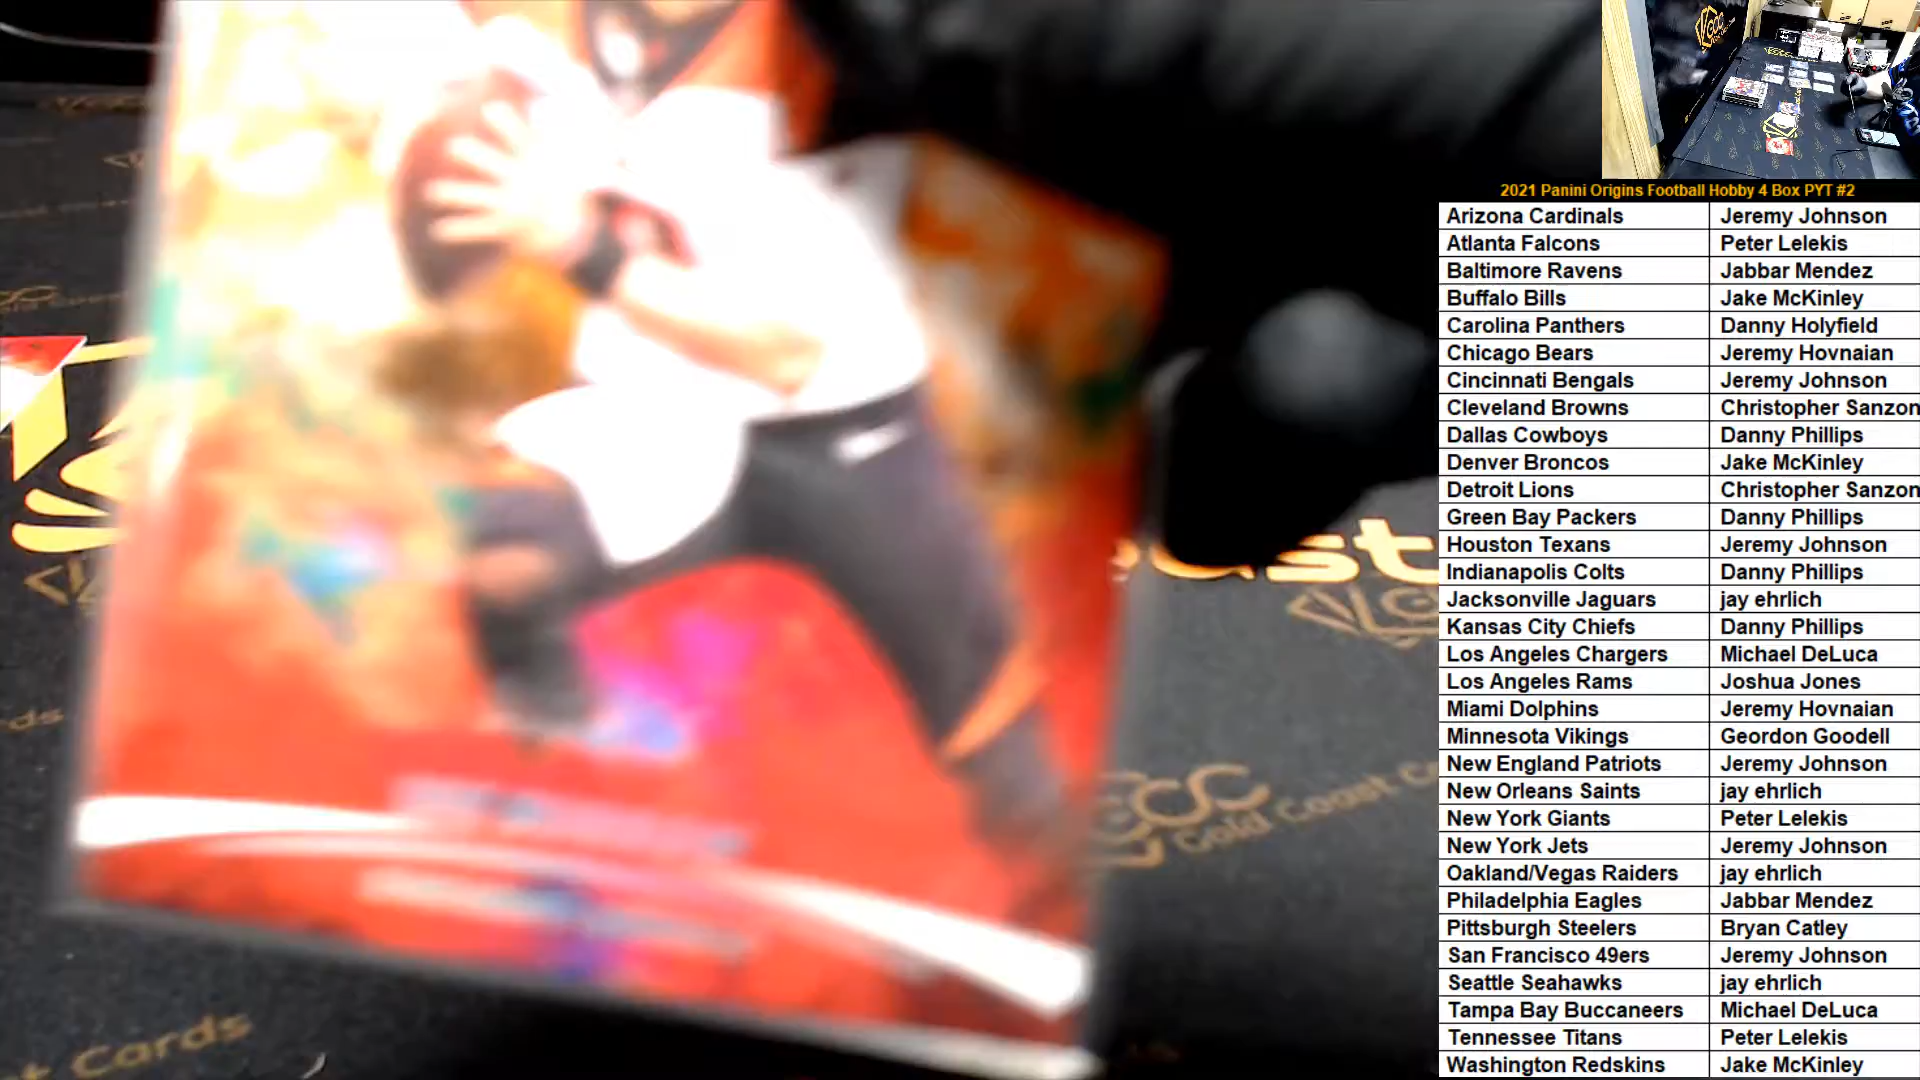 2021 Panini Origins Football Hobby 4 Box PYT #2
Arizona Cardinals Jeremy Johnson
Atlanta Falcons Peter Lelekis
Baltimore Ravens Jabbar Mendez
Buffalo Bills Jake McKinley
Carolina Panthers Danny Holyfield
Chicago Bears Jeremy Hovnaian
Cincinnati Bengals Jeremy Johnson
Cleveland Browns Christopher Sanzon
Dallas Cowboys Danny Phillips
Denver Broncos Jake McKinley
Detroit Lions Christopher Sanzon
Green Bay Packers Danny Phillips
Houston Texans Jeremy Johnson
Indianapolis Colts Danny Phillips
Jacksonville Jaguars jay ehrlich
Kansas City Chiefs Danny Phillips
Los Angeles Chargers Michael DeLuca
Los Angeles Rams Joshua Jones
Miami Dolphins Jeremy Hovnaian
Minnesota Vikings Geordon Goodell
New England Patriots Jeremy Johnson
New Orleans Saints jay ehrlich
New York Giants Peter Lelekis
New York Jets Jeremy Johnson
Oakland/Vegas Raiders jay ehrlich
Philadelphia Eagles Jabbar Mendez
Pittsburgh Steelers Bryan Catley
San Francisco 49ers Jeremy Johnson
Seattle Seahawks jay ehrlich
Tampa Bay Buccaneers Michael DeLuca
Tennessee Titans Peter Lelekis
Washington Redskins Jake McKinley
GCC
Gold Coast C
t Cards
ds